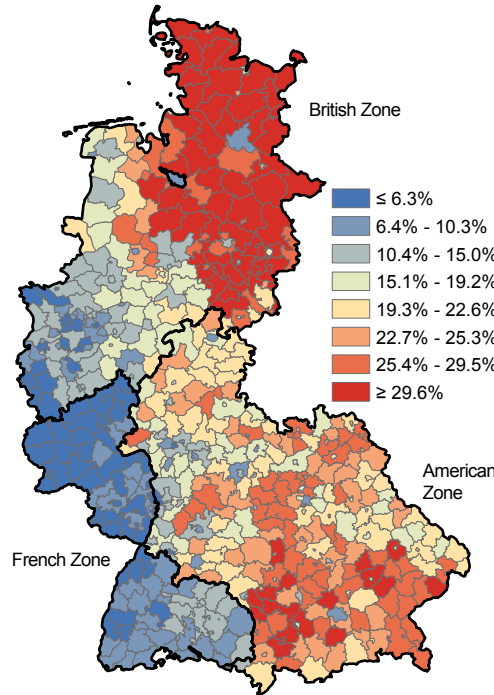 British Zone
≤ 6.3%
6.4% - 10.3%
10.4% - 15.0%
15.1% - 19.2%
19.3% - 22.6%
22.7% - 25.3%
25.4% - 29.5%
≥ 29.6%
American
Zone
French Zone